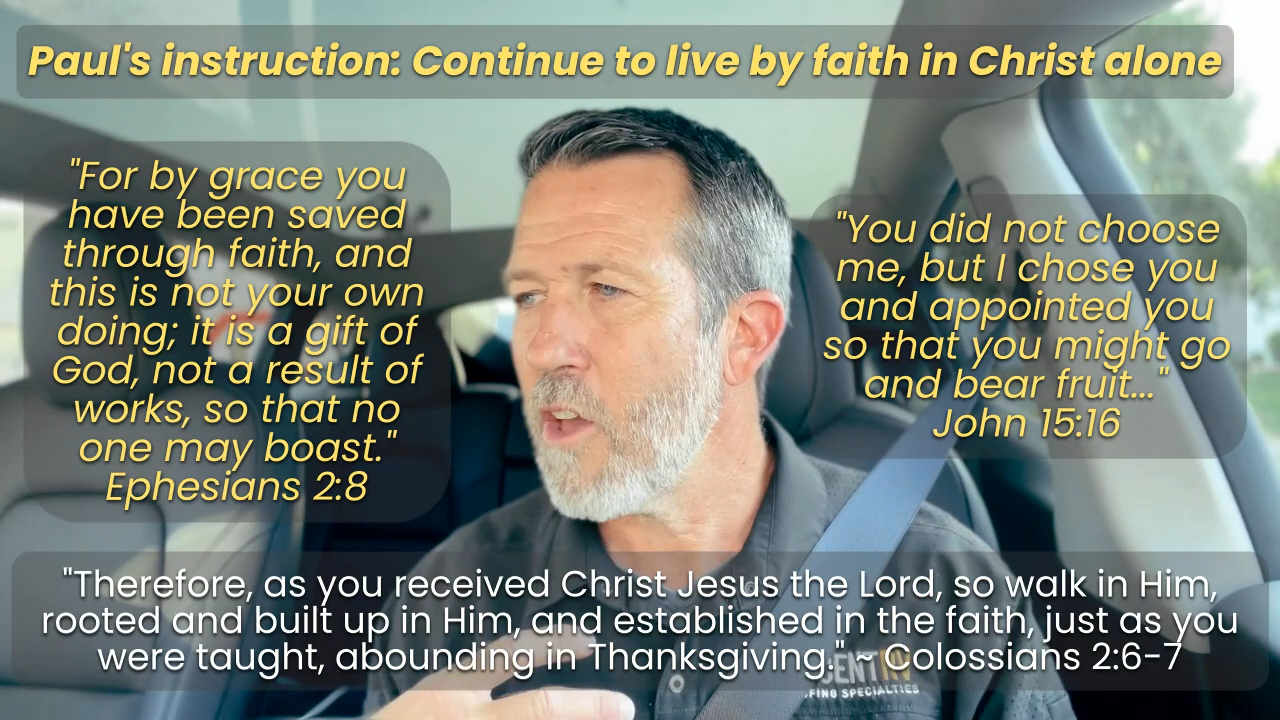 Paul's instruction: Continue to live by faith in Christ alone
"For by grace you
have been saved
through faith, and
this is not your own
doing; it is a gift of
God, not a result of
works, so that no
one may boast."
Ephesians 2:8
"You did not choose
me, but I chose you
and appointed you
so that you might go
and bear fruit..."
John 15:16
"Therefore, as you received Christ Jesus the Lord, so walk in Him,
rooted and built up in Him, and established in the faith, just as you
were taught, abounding in Thanksgiving." ~ Colossians 2:6-7
SPECIALTIES